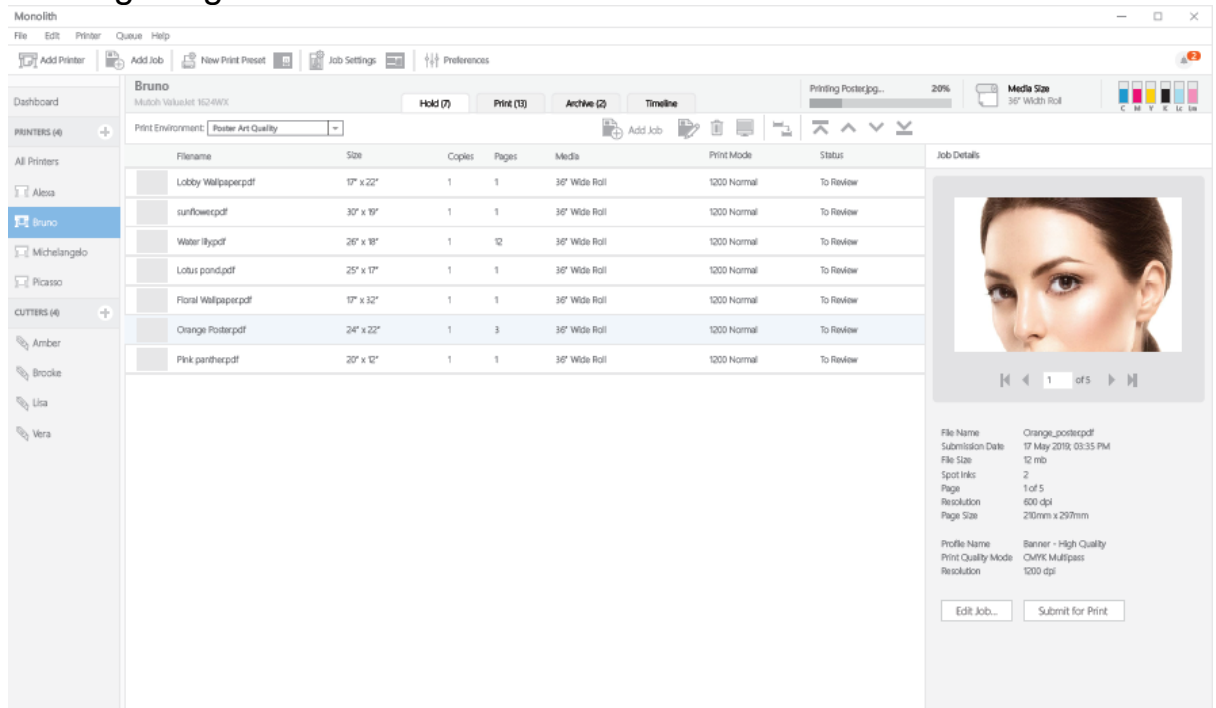 Monolith
File Edit Printer Queue Help
Add Printer Add Job New Print Preset Job Settings Preferences 2
Dashboard
PRINTERS (4)
All Printers
Alexa
Bruno
Michelangelo
Picasso
CUTTERS (4)
Amber
Brooke
Lisa
Vera
Bruno
Mutoh ValueJet 1624WX
Hold (7) Print (13) Archive (2) Timeline
Printing Poster.jpg... 20%
Media Size
36" Width Roll
C M Y K Lc Lm
Print Environment: Poster Art Quality
Add Job
Filename Size Copies Pages Media Print Mode Status
Lobby Wallpaper.pdf 17" x 22" 1 1 36" Wide Roll 1200 Normal To Review
sunflower.pdf 30" x 19" 1 1 36" Wide Roll 1200 Normal To Review
Water lily.pdf 26" x 18" 1 12 36" Wide Roll 1200 Normal To Review
Lotus pond.pdf 25" x 17" 1 1 36" Wide Roll 1200 Normal To Review
Floral Wallpaper.pdf 17" x 32" 1 1 36" Wide Roll 1200 Normal To Review
Orange Poster.pdf 24" x 22" 1 3 36" Wide Roll 1200 Normal To Review
Pink panther.pdf 20" x 12" 1 1 36" Wide Roll 1200 Normal To Review
Job Details
1 of 5
File Name Orange_poster.pdf
Submission Date 17 May 2019; 03:35 PM
File Size 12 mb
Spot Inks 2
Page 1 of 5
Resolution 600 dpi
Page Size 210mm x 297mm
Profile Name Banner - High Quality
Print Quality Mode CMYK Multipass
Resolution 1200 dpi
Edit Job... Submit for Print